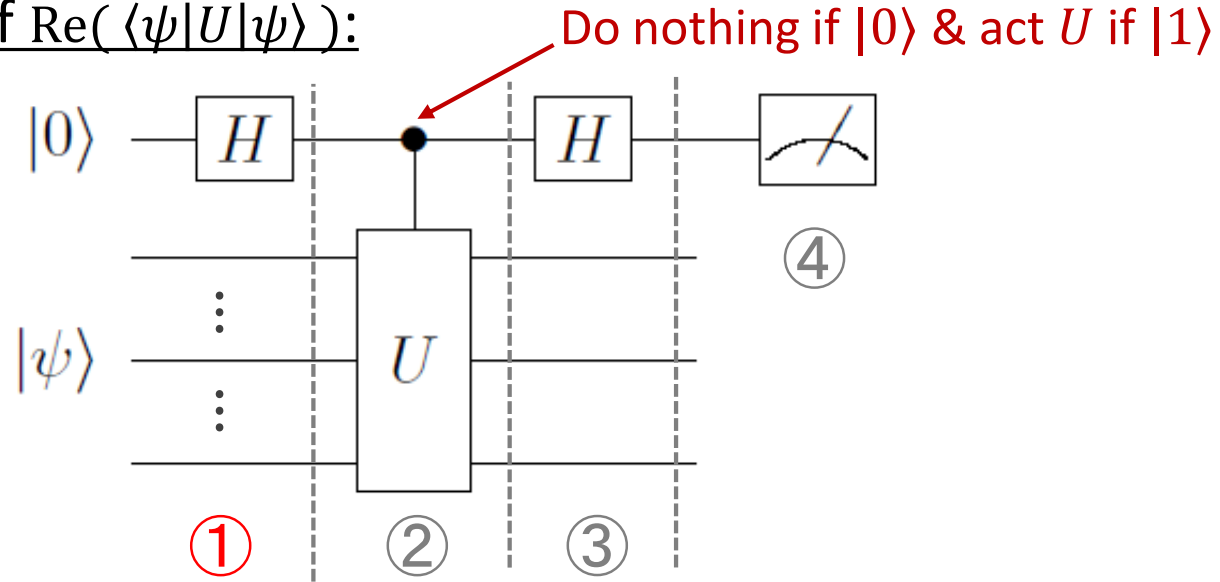 f Re( ⟨ψ|U|ψ⟩ ):
Do nothing if |0⟩ & act U if |1⟩
|0⟩ H H
④
|ψ⟩ U
① ② ③